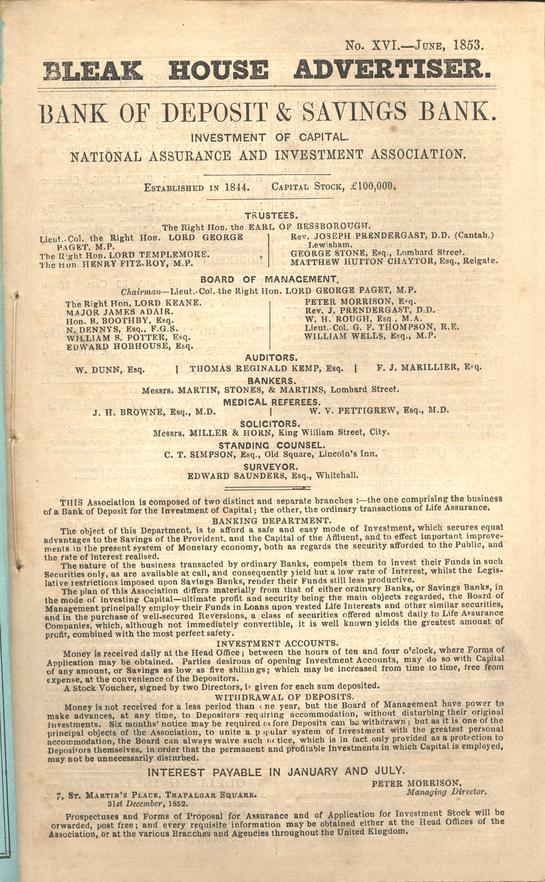 No. XVI.—June, 1853.
BLEAK HOUSE ADVERTISER.
BANK OF DEPOSIT & SAVINGS BANK.
INVESTMENT OF CAPITAL.
NATIONAL ASSURANCE AND INVESTMENT ASSOCIATION.
Established in 1844. Capital Stock, £100,000.
TRUSTEES.
The Right Hon. the EARL OF BESSBOROUGH.
Lieut.-Col. the Right Hon. LORD GEORGE
PAGET, M.P.
The Right Hon. LORD TEMPLEMORE.
The Hon. HENRY FITZ-ROY, M.P.
Rev. JOSEPH PRENDERGAST, D.D. (Cantab.)
Lewisham.
GEORGE STONE, Esq., Lombard Street.
MATTHEW HUTTON CHAYTOR, Esq., Reigate.
BOARD OF MANAGEMENT.
Chairman—Lieut.-Col. the Right Hon. LORD GEORGE PAGET, M.P.
The Right Hon. LORD KEANE.
MAJOR JAMES ADAIR.
Hon. B. BOOTHBY, Esq.
N. DENNYS, Esq., F.G.S.
WILLIAM S. POTTER, Esq.
EDWARD HOBHOUSE, Esq.
PETER MORRISON, Esq.
Rev. J. PRENDERGAST, D.D.
W. H. ROUGH, Esq., M.A.
Lieut.-Col. G. F. THOMPSON, R.E.
WILLIAM WELLS, Esq., M.P.
AUDITORS.
W. DUNN, Esq. | THOMAS REGINALD KEMP, Esq. | F. J. MARILLIER, Esq.
BANKERS.
Messrs. MARTIN, STONES, & MARTINS, Lombard Street.
MEDICAL REFEREES.
J. H. BROWNE, Esq., M.D. | W. V. PETTIGREW, Esq., M.D.
SOLICITORS.
Messrs. MILLER & HORN, King William Street, City.
STANDING COUNSEL.
C. T. SIMPSON, Esq., Old Square, Lincoln's Inn.
SURVEYOR.
EDWARD SAUNDERS, Esq., Whitehall.
THIS Association is composed of two distinct and separate branches:—the one comprising the business
of a Bank of Deposit for the Investment of Capital; the other, the ordinary transactions of Life Assurance.
BANKING DEPARTMENT.
The object of this Department, is to afford a safe and easy mode of Investment, which secures equal
advantages to the Savings of the Provident, and the Capital of the Affluent, and to effect important improve-
ments in the present system of Monetary economy, both as regards the security afforded to the Public, and
the rate of interest realised.
The nature of the business transacted by ordinary Banks, compels them to invest their Funds in such
Securities only, as are available at call, and consequently yield but a low rate of Interest, whilst the Legis-
lative restrictions imposed upon Savings Banks, render their Funds still less productive.
The plan of this Association differs materially from that of either ordinary Banks, or Savings Banks, in
the mode of investing Capital—ultimate profit and security being the main objects regarded, the Board of
Management principally employ their Funds in Loans upon vested Life Interests and other similar securities,
and in the purchase of well-secured Reversions, a class of securities offered almost daily to Life Assurance
Companies, which, although not immediately convertible, it is well known yields the greatest amount of
profit, combined with the most perfect safety.
INVESTMENT ACCOUNTS.
Money is received daily at the Head Office; between the hours of ten and four o'clock, where Forms of
Application may be obtained. Parties desirous of opening Investment Accounts, may do so with Capital
of any amount, or Savings as low as five shillings; which may be increased from time to time, free from
expense, at the convenience of the Depositors.
A Stock Voucher, signed by two Directors, is given for each sum deposited.
WITHDRAWAL OF DEPOSITS.
Money is not received for a less period than one year, but the Board of Management have power to
make advances, at any time, to Depositors requiring accommodation, without disturbing their original
Investments. Six months' notice may be required before Deposits can be withdrawn; but as it is one of the
principal objects of the Association, to unite a popular system of Investment with the greatest personal
accommodation, the Board can always waive such notice, which is in fact only provided as a protection to
Depositors themselves, in order that the permanent and profitable Investments in which Capital is employed,
may not be unnecessarily disturbed.
INTEREST PAYABLE IN JANUARY AND JULY.
PETER MORRISON,
Managing Director.
7, St. Martin's Place, Trafalgar Square.
31st December, 1852.
Prospectuses and Forms of Proposal for Assurance and of Application for Investment Stock will be
orwarded, post free; and every requisite information may be obtained either at the Head Offices of the
Association, or at the various Branches and Agencies throughout the United Kingdom.